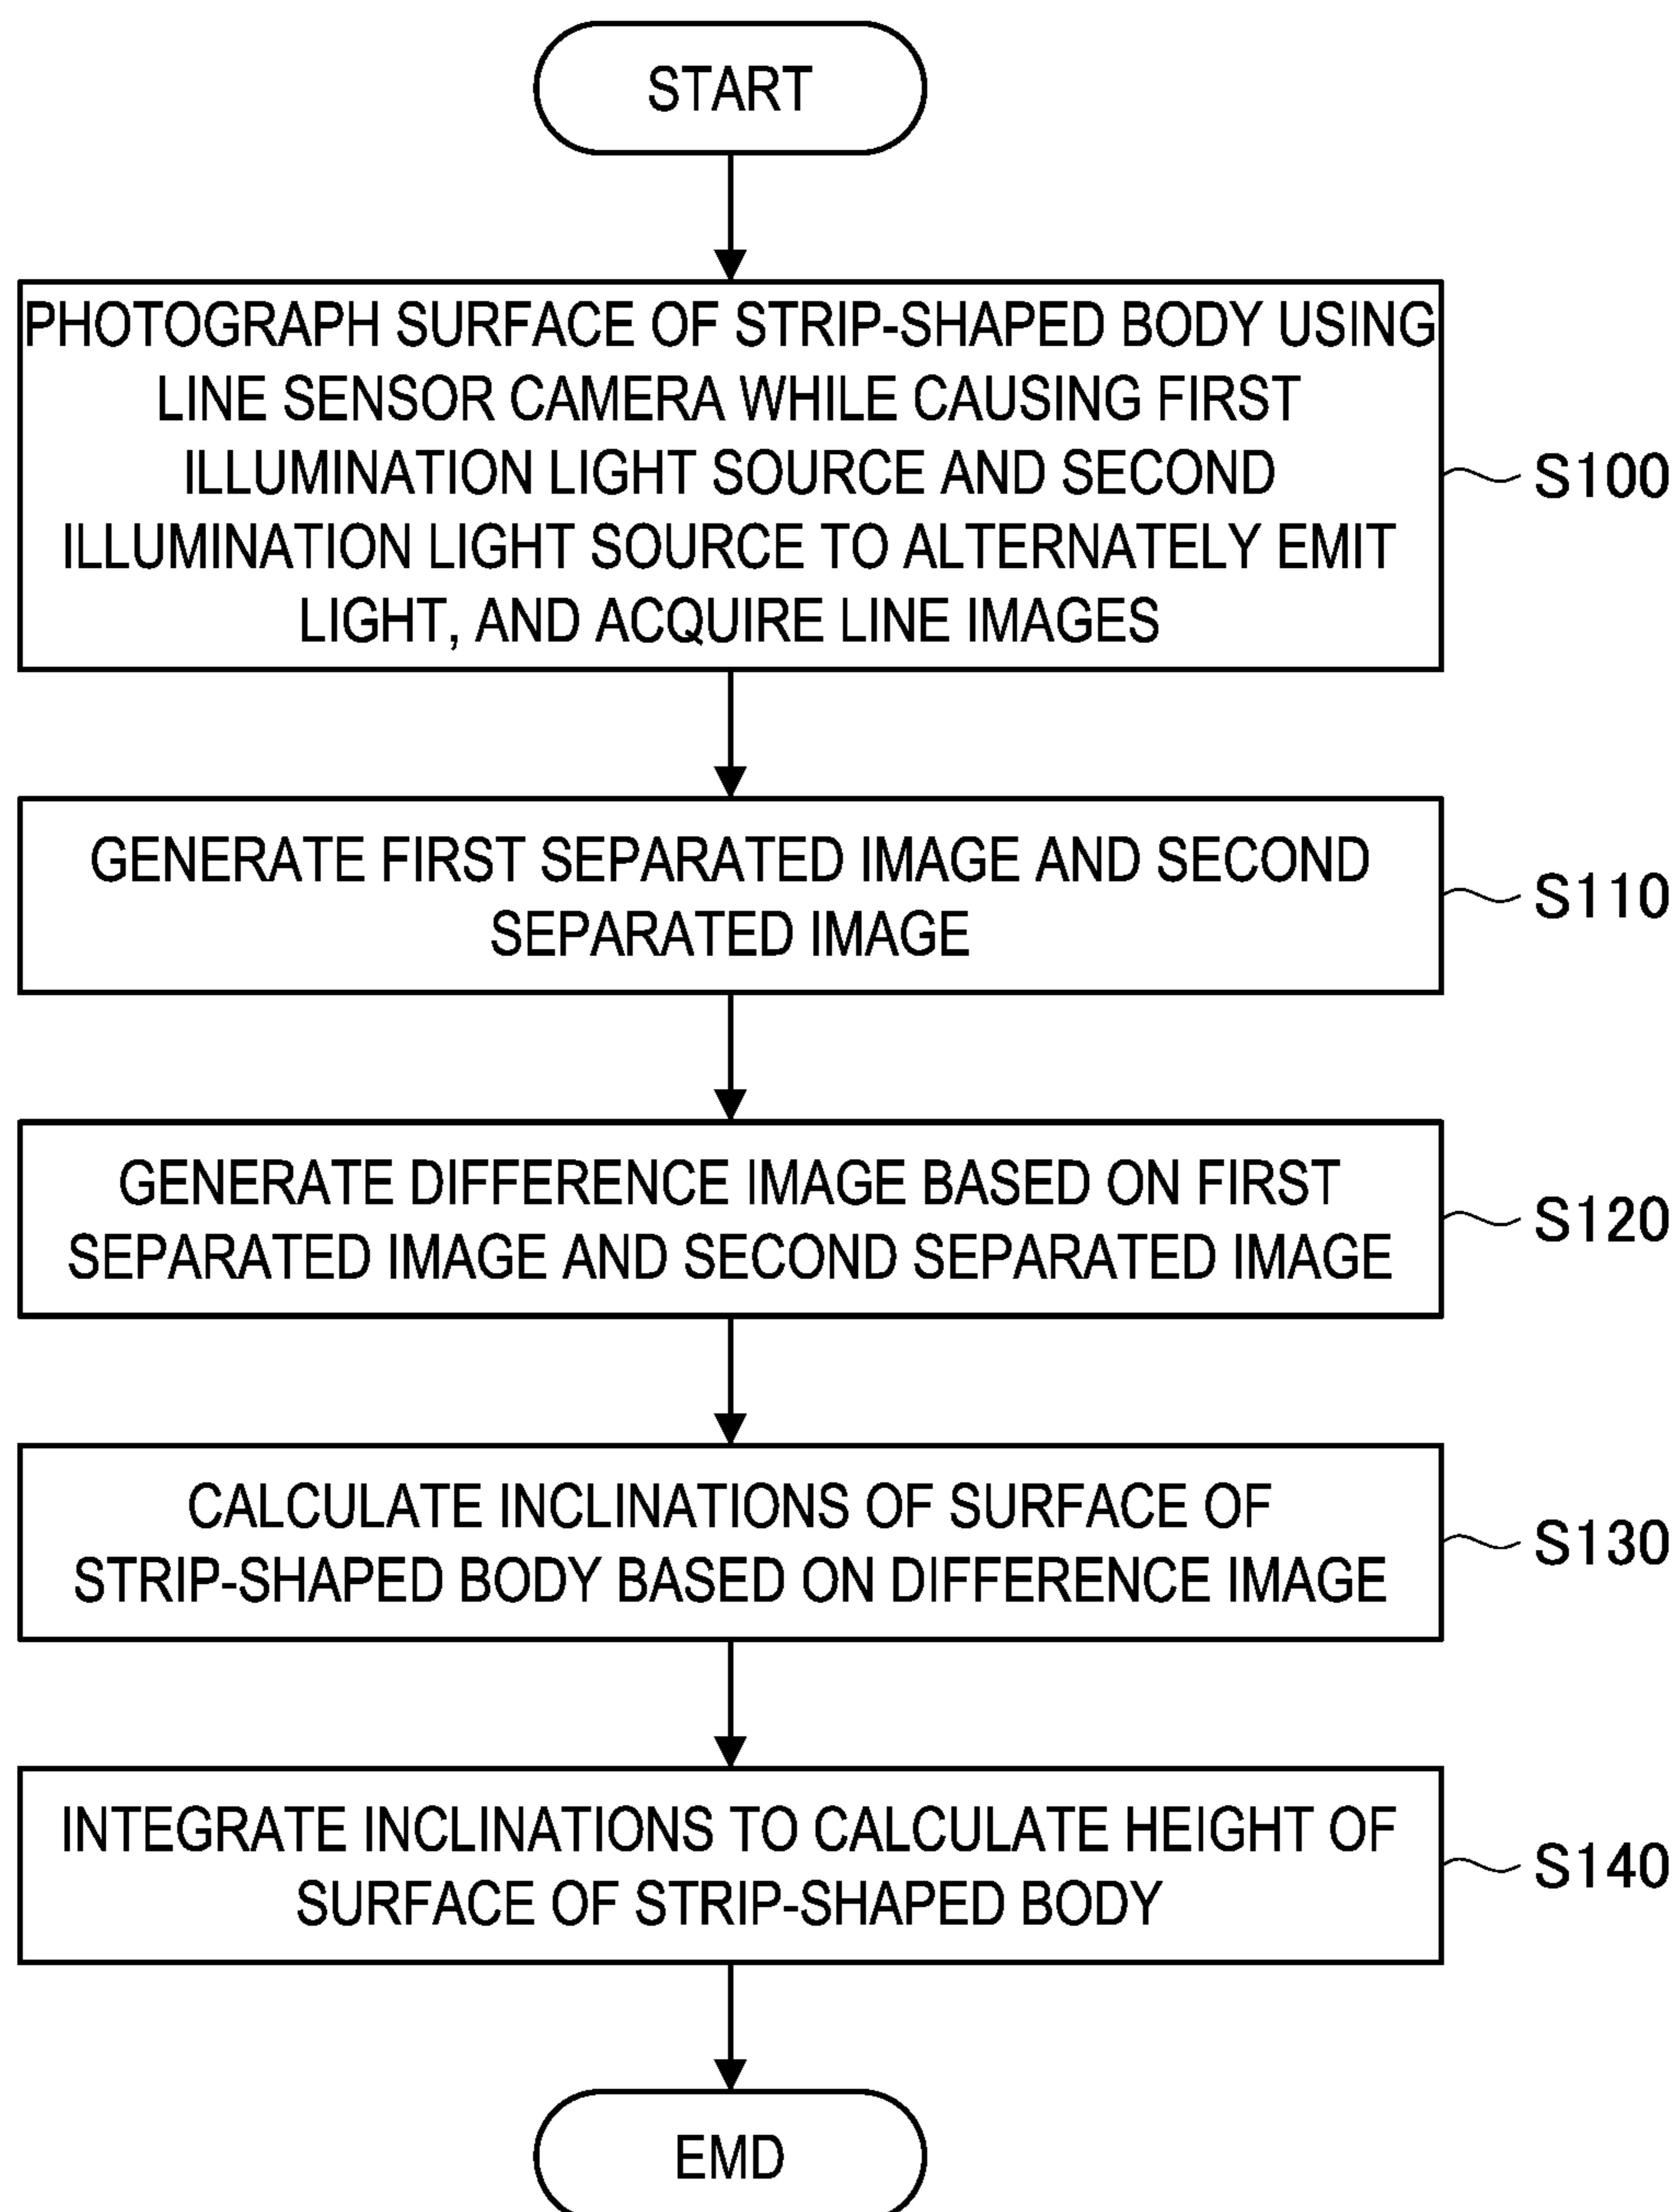 START
PHOTOGRAPH SURFACE OF STRIP-SHAPED BODY USING
LINE SENSOR CAMERA WHILE CAUSING FIRST
ILLUMINATION LIGHT SOURCE AND SECOND
ILLUMINATION LIGHT SOURCE TO ALTERNATELY EMIT
LIGHT, AND ACQUIRE LINE IMAGES
S100
GENERATE FIRST SEPARATED IMAGE AND SECOND
SEPARATED IMAGE
S110
GENERATE DIFFERENCE IMAGE BASED ON FIRST
SEPARATED IMAGE AND SECOND SEPARATED IMAGE
S120
CALCULATE INCLINATIONS OF SURFACE OF
STRIP-SHAPED BODY BASED ON DIFFERENCE IMAGE
S130
INTEGRATE INCLINATIONS TO CALCULATE HEIGHT OF
SURFACE OF STRIP-SHAPED BODY
S140
EMD